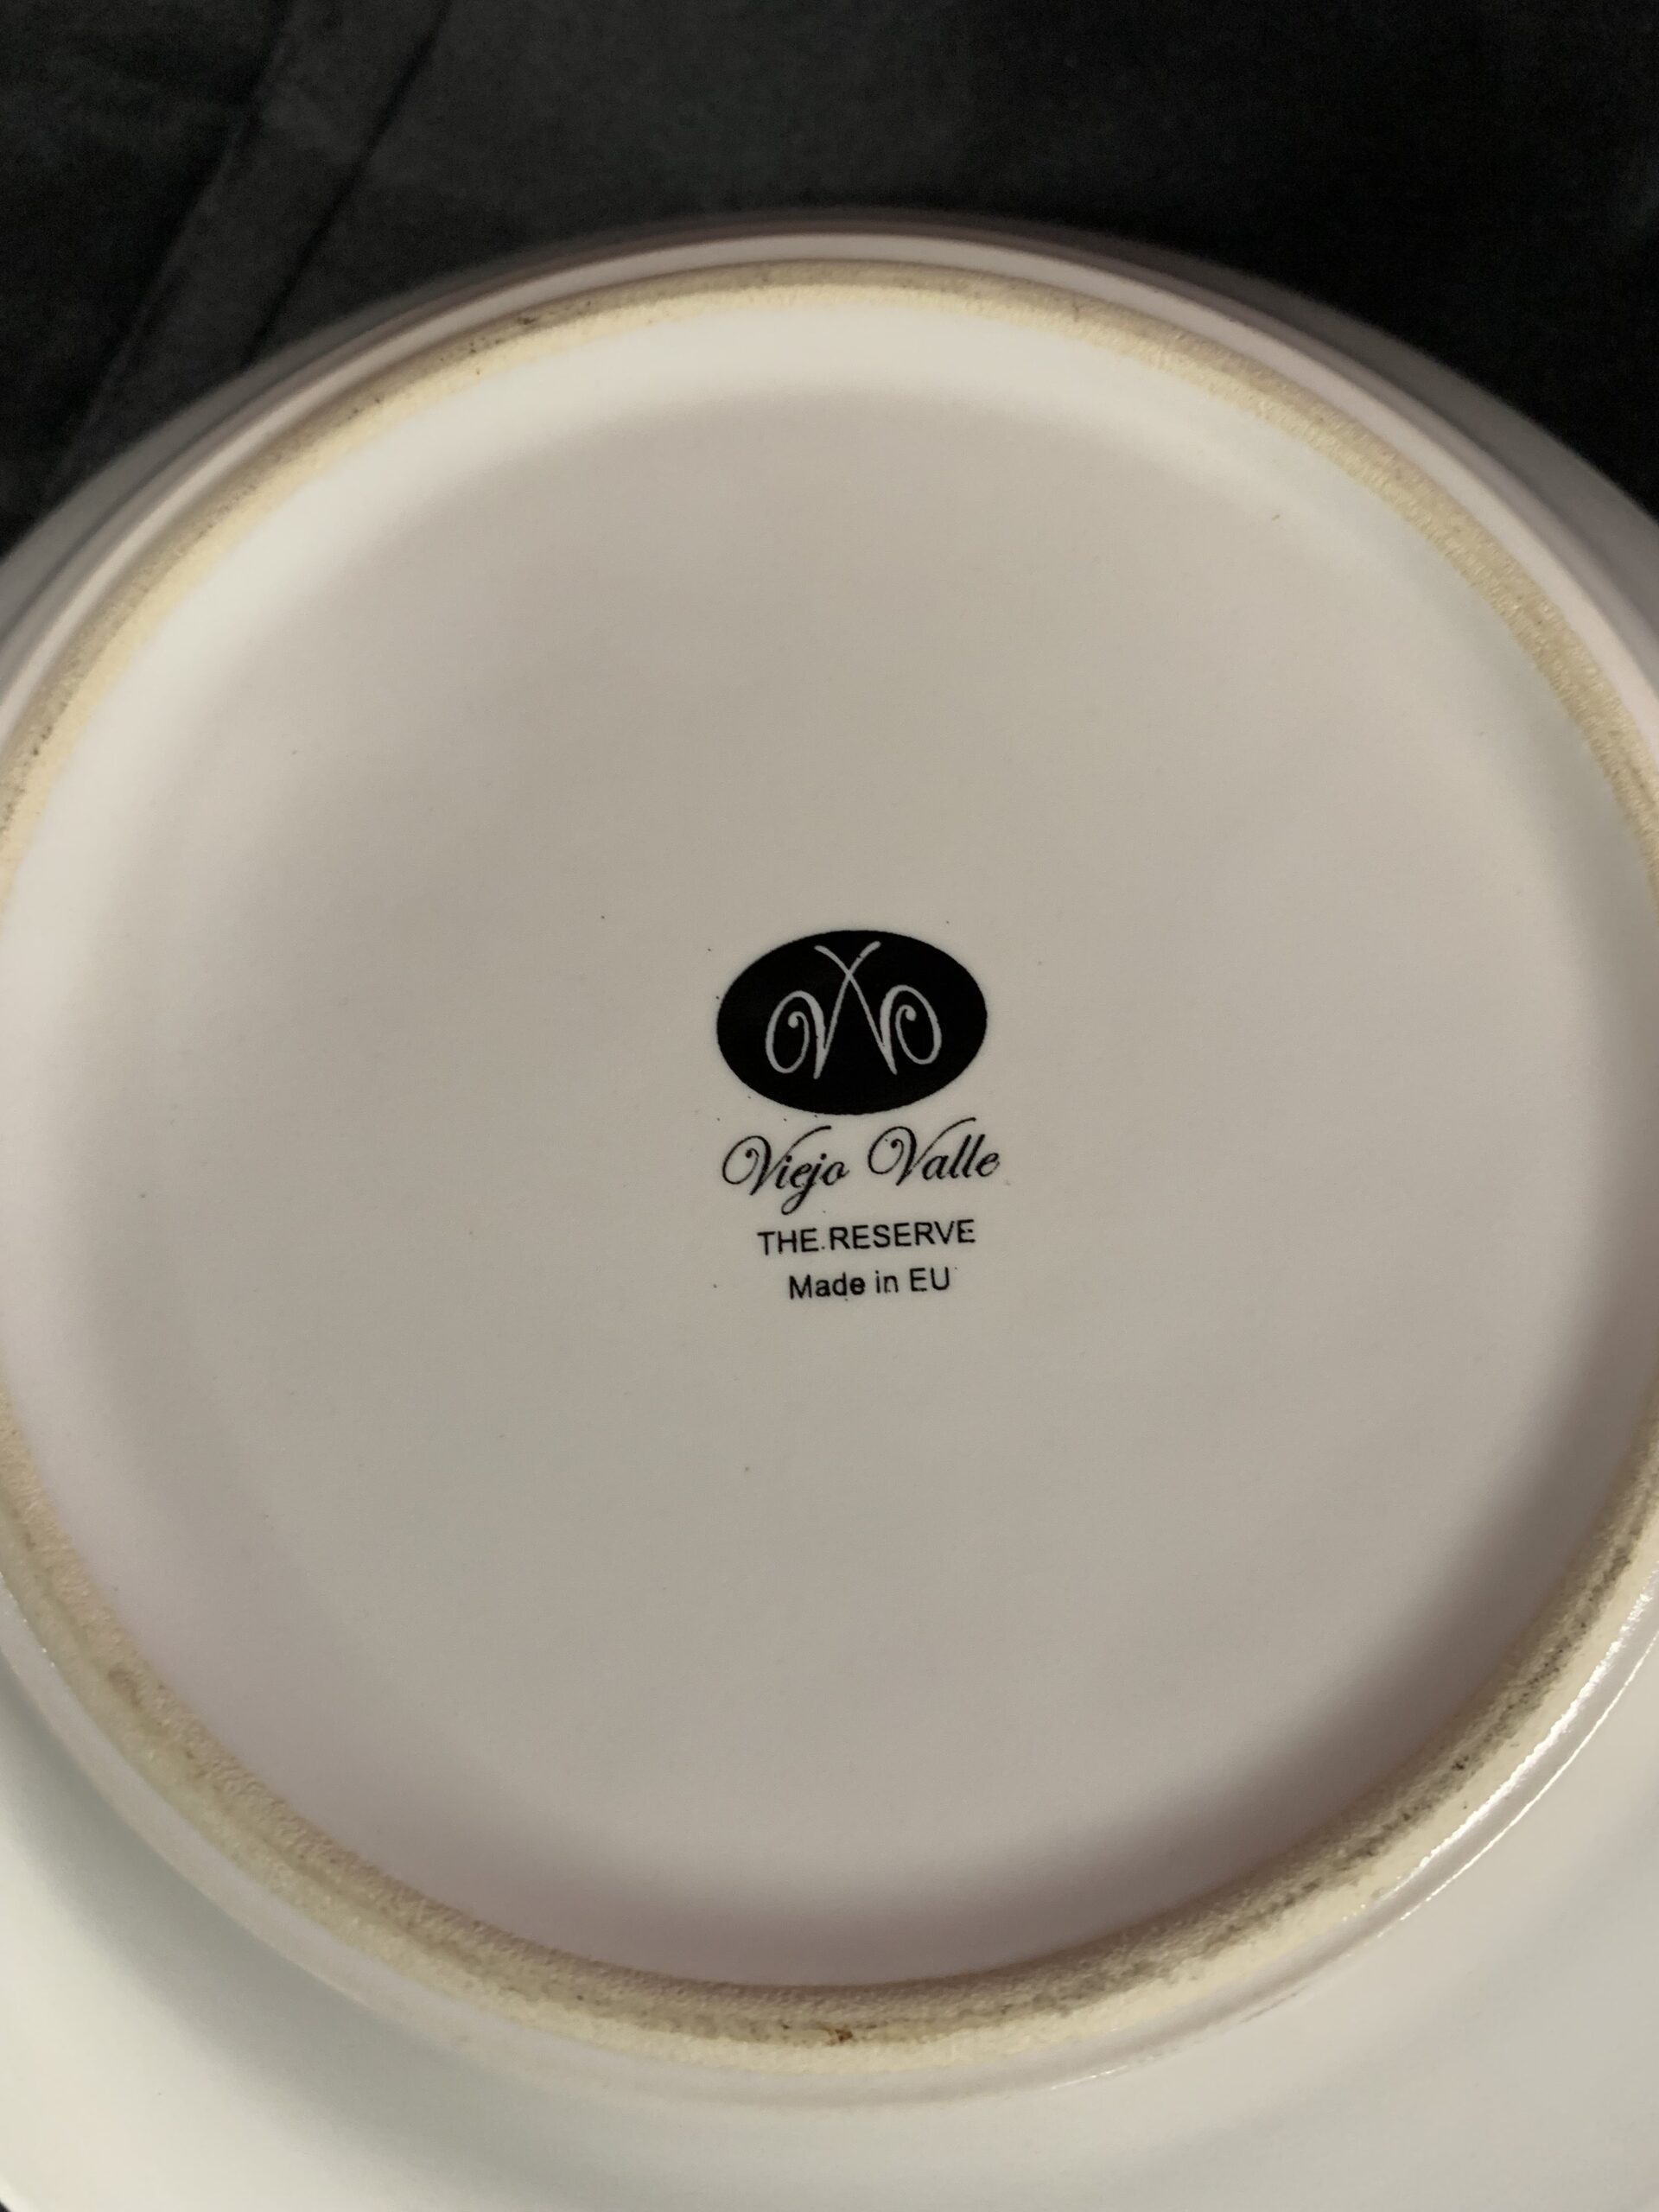 Viejo Valle
THE RESERVE
Made in EU